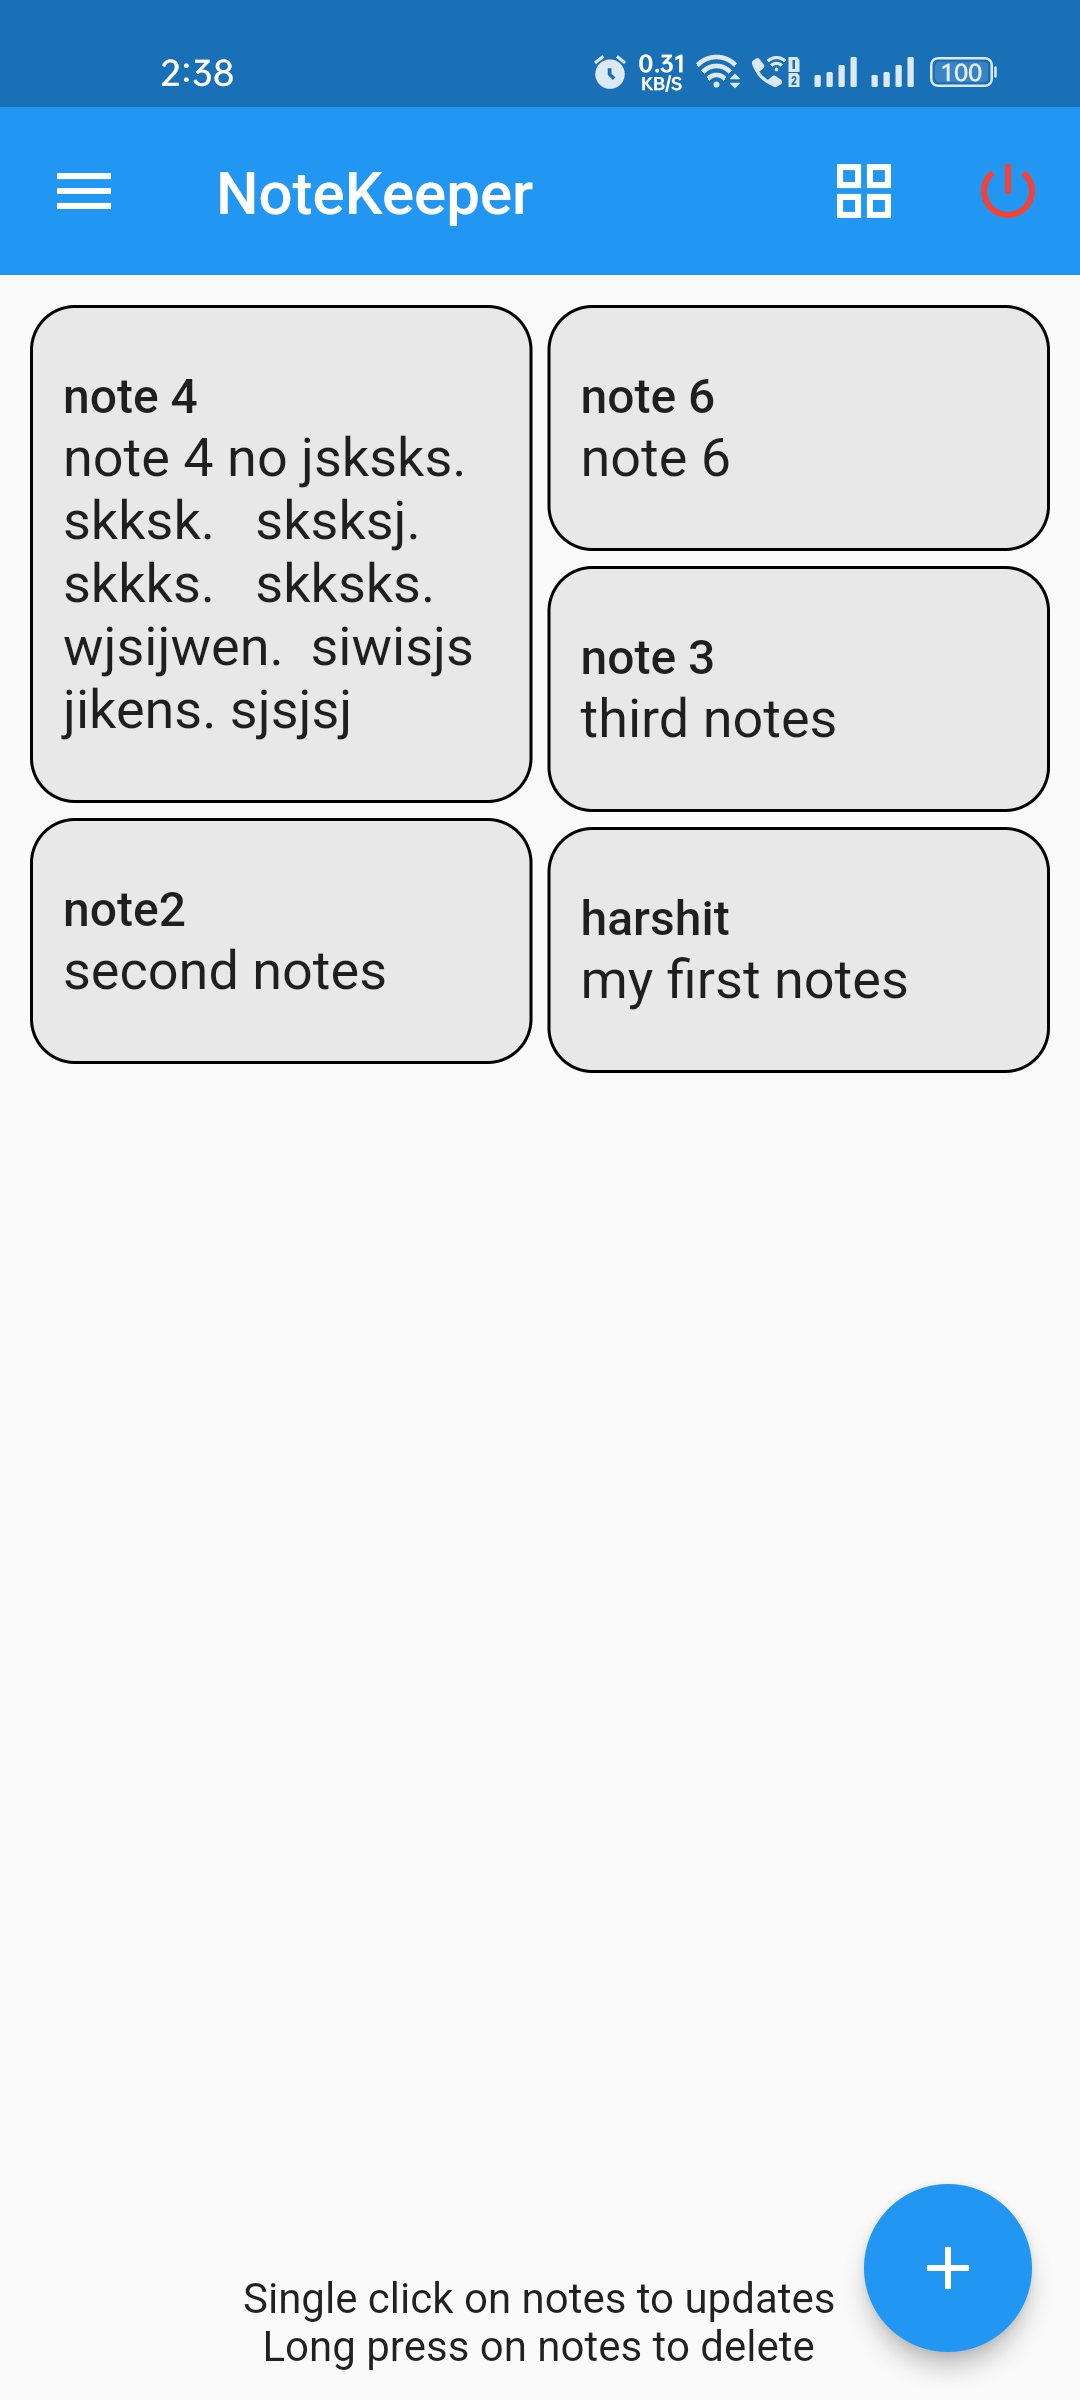 2:38
0.31
KB/S
1
2
100
NoteKeeper
note 4
note 4 no jsksks.
skksk.   sksksj.
skkks.   skksks.
wjsijwen.  siwisjs
jikens. sjsjsj
note 6
note 6
note 3
third notes
note2
second notes
harshit
my first notes
Single click on notes to updates
Long press on notes to delete